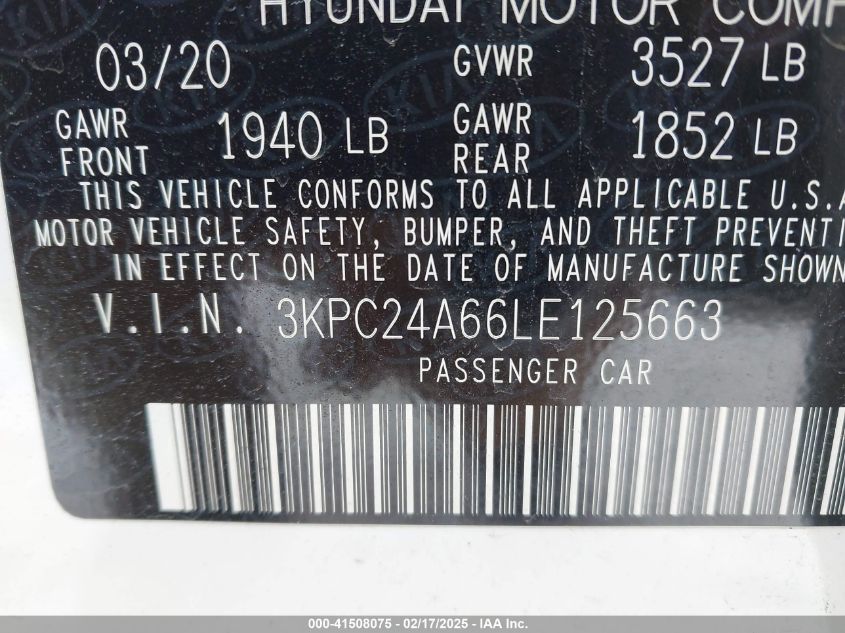 HYUNDAI MOTOR COMP
03/20 GVWR 3527 LB
GAWR FRONT 1940 LB GAWR REAR 1852 LB
THIS VEHICLE CONFORMS TO ALL APPLICABLE U.S.A
MOTOR VEHICLE SAFETY, BUMPER, AND THEFT PREVENTI
IN EFFECT ON THE DATE OF MANUFACTURE SHOWN
V.I.N. 3KPC24A66LE125663
PASSENGER CAR
000-41508075 - 02/17/2025 - IAA Inc.